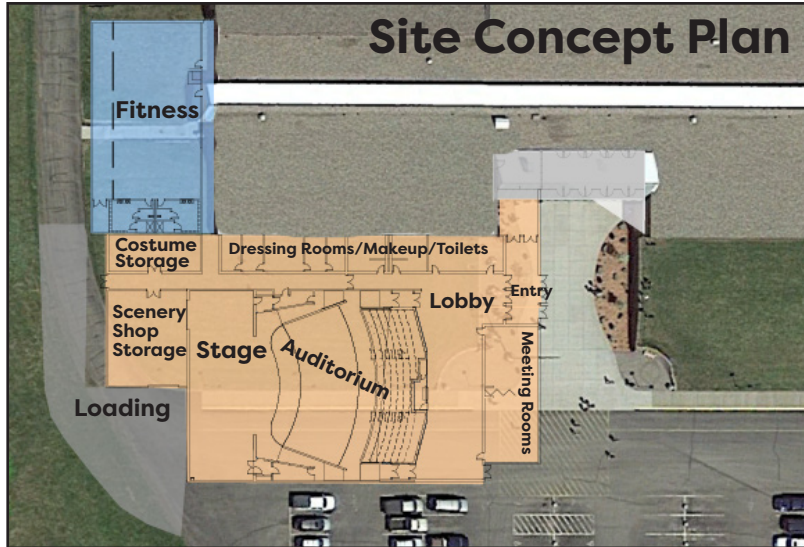 Site Concept Plan
Fitness
Costume
Storage
Dressing Rooms/Makeup/Toilets
Lobby
Entry
Scenery
Shop
Storage
Stage
Auditorium
Meeting Rooms
Loading